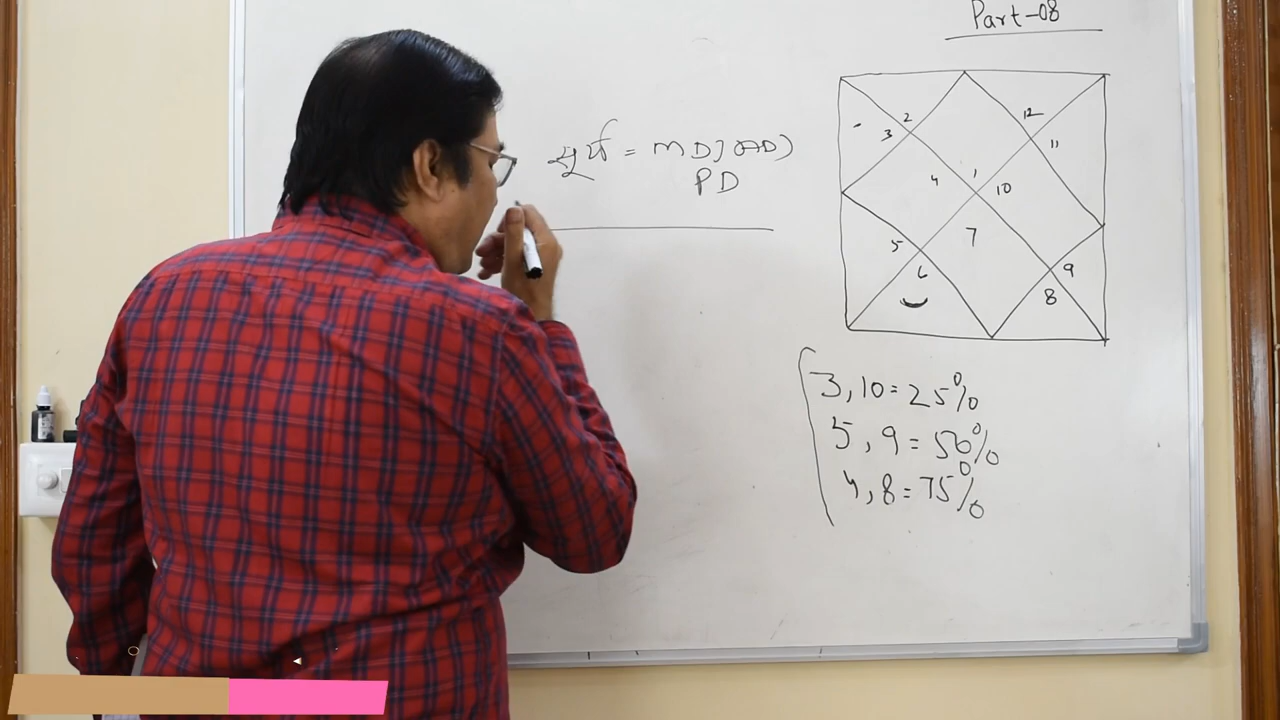 Part-08
सूर्य = MD) AD)
PD
2 12
3 11
4 1 10
5 7
6 9
8
3, 10 = 25%
5, 9 = 50%
4, 8 = 75%